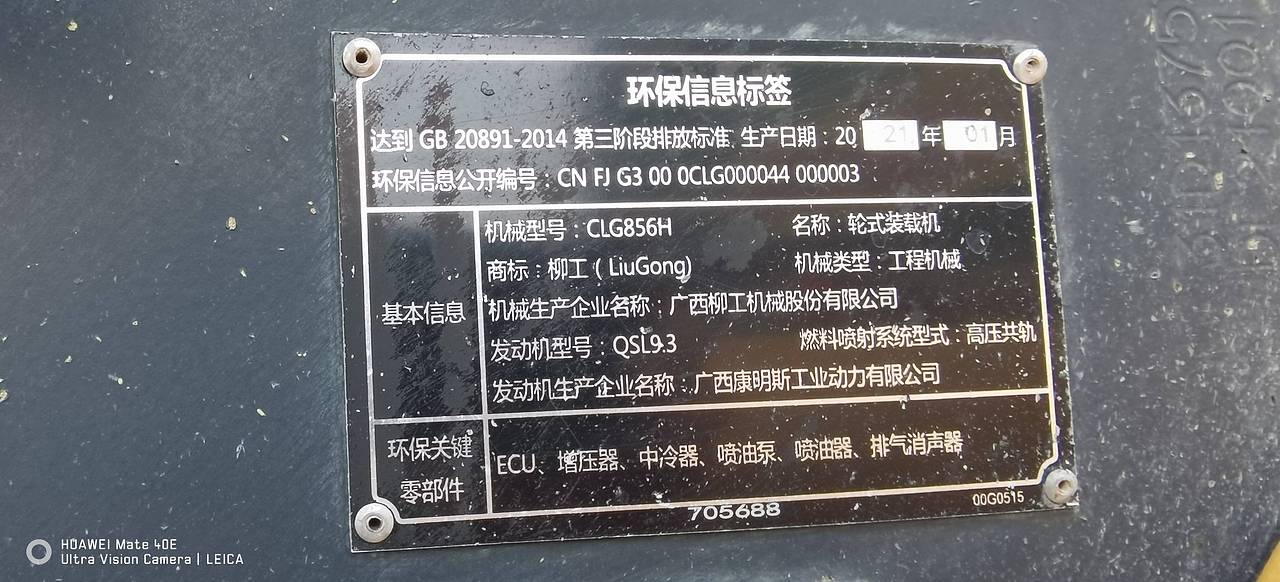 环保信息标签
达到 GB 20891-2014 第三阶段排放标准 生产日期：20 21 年 01 月
环保信息公开编号：CN FJ G3 00 0CLG000044 000003
基本信息
机械型号：CLG856H 名称：轮式装载机
商标：柳工（LiuGong） 机械类型：工程机械
机械生产企业名称：广西柳工机械股份有限公司
发动机型号：QSL9.3 燃料喷射系统型式：高压共轨
发动机生产企业名称：广西康明斯工业动力有限公司
环保关键
零部件
ECU、增压器、中冷器、喷油泵、喷油器、排气消声器
705688
00G0515
HUAWEI Mate 40E
Ultra Vision Camera | LEICA